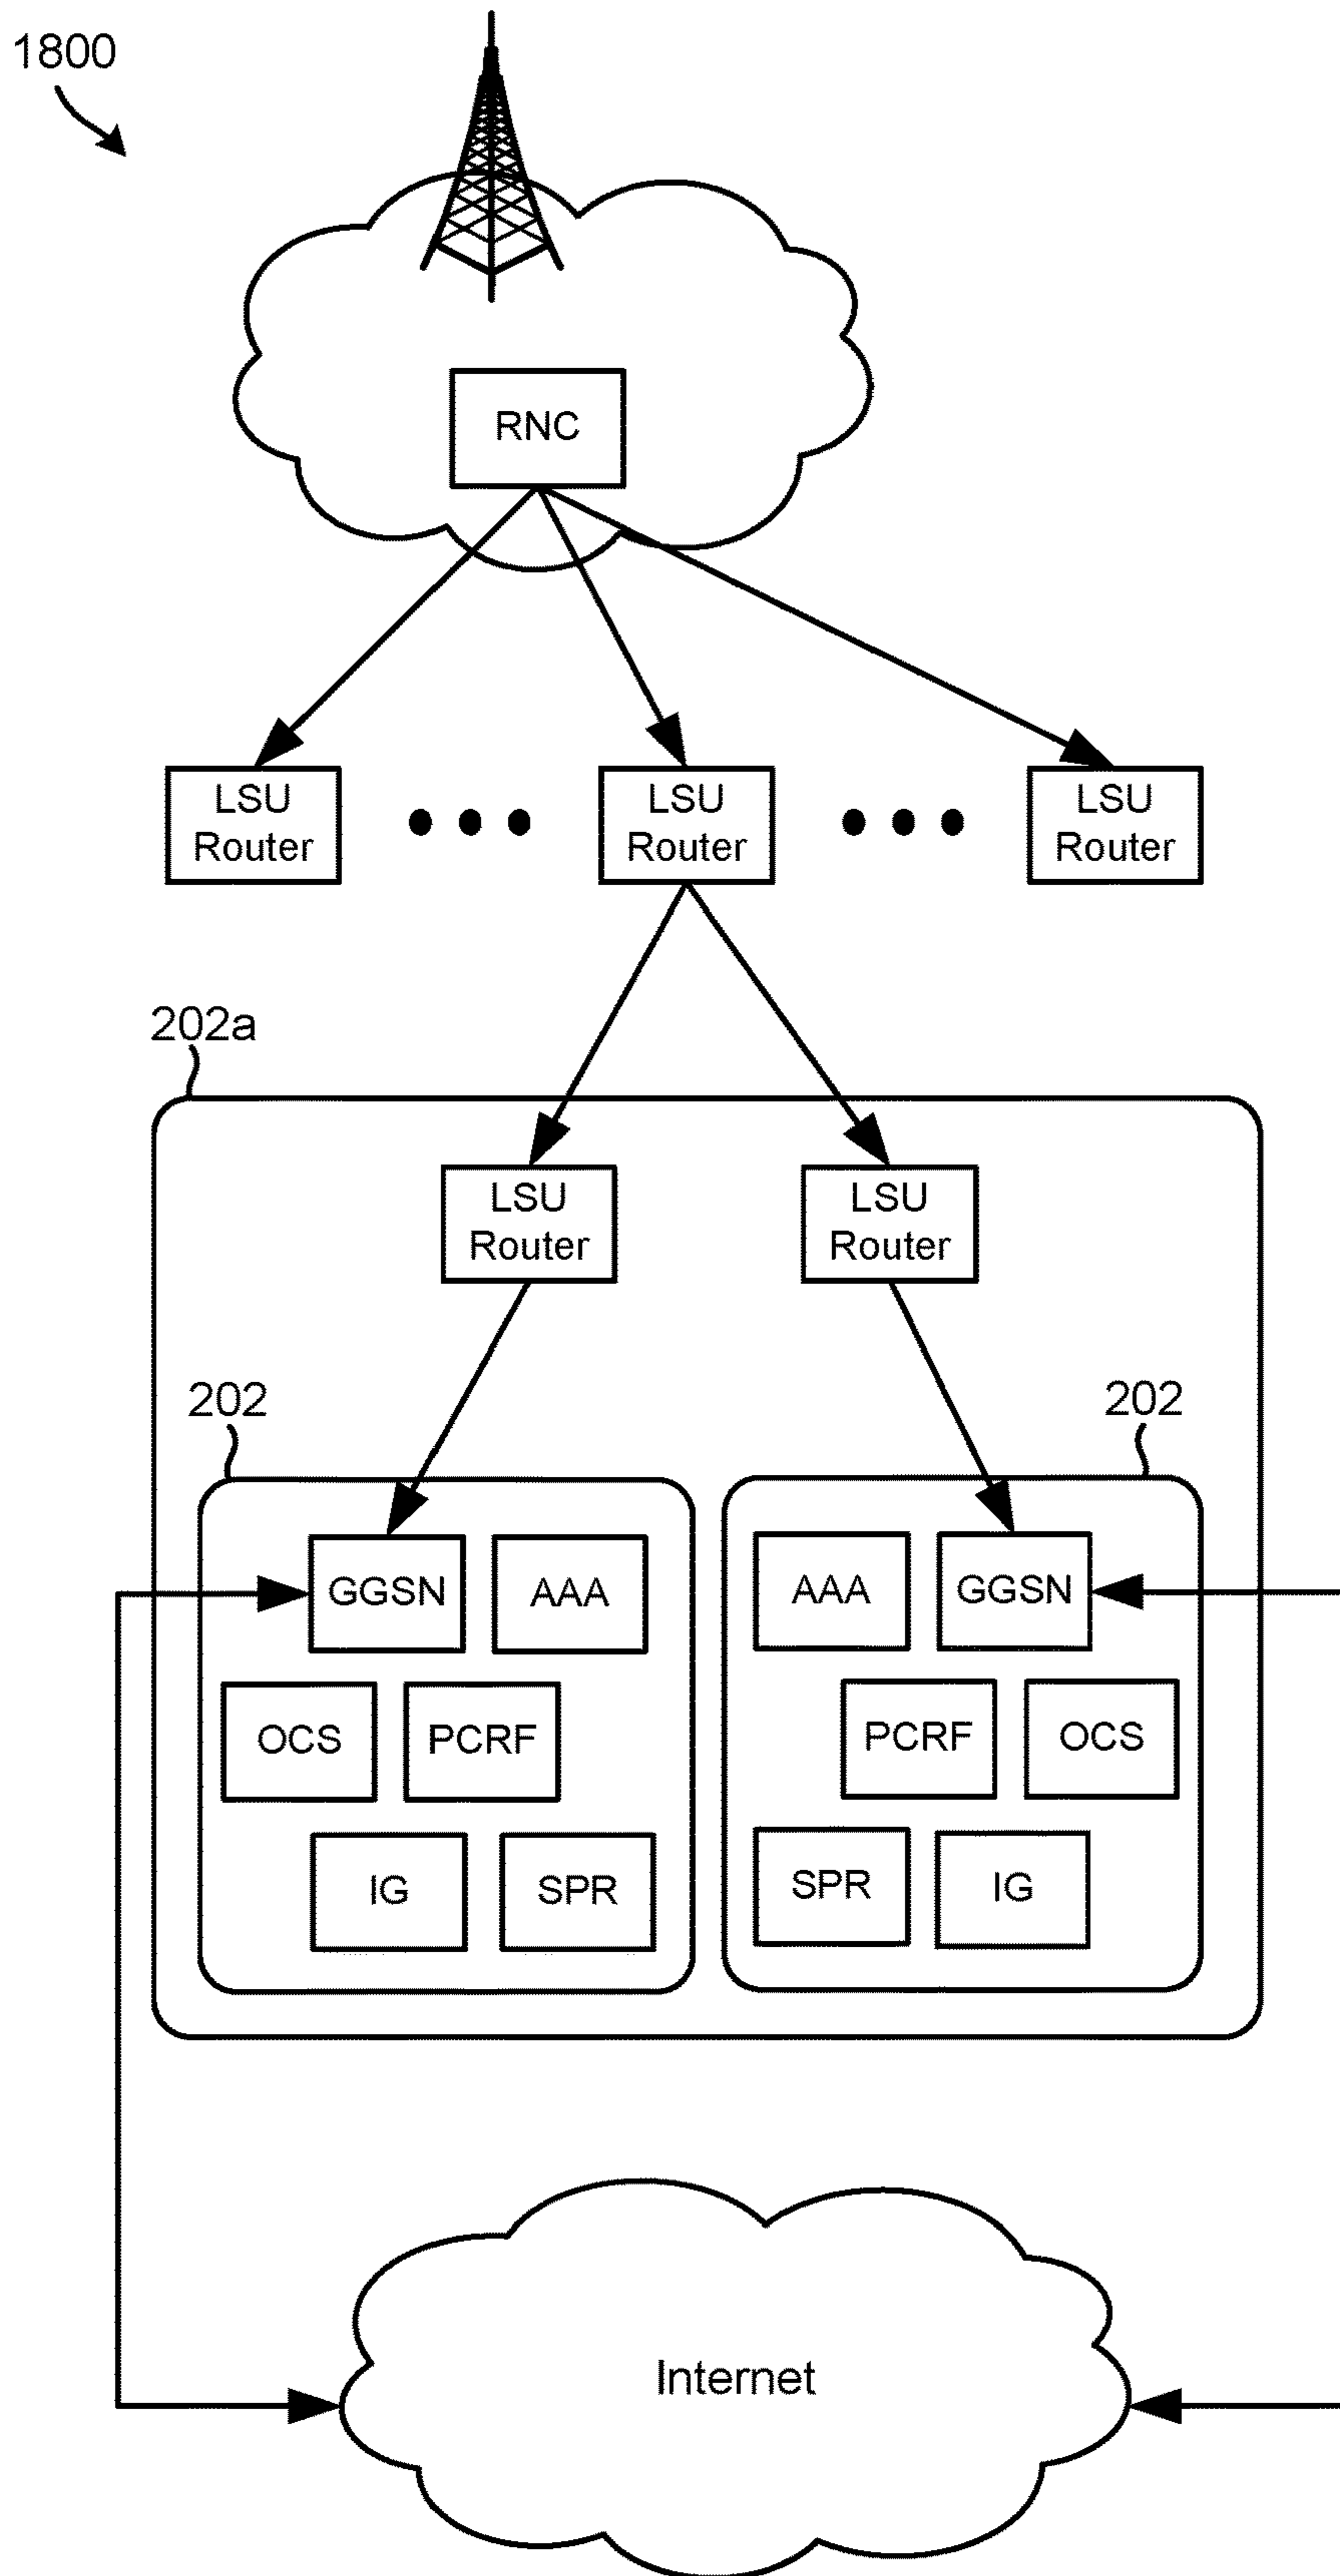 1800
RNC
LSU
Router
LSU
Router
LSU
Router
202a
LSU
Router
LSU
Router
202
202
GGSN
AAA
AAA
GGSN
OCS
PCRF
PCRF
OCS
IG
SPR
SPR
IG
Internet